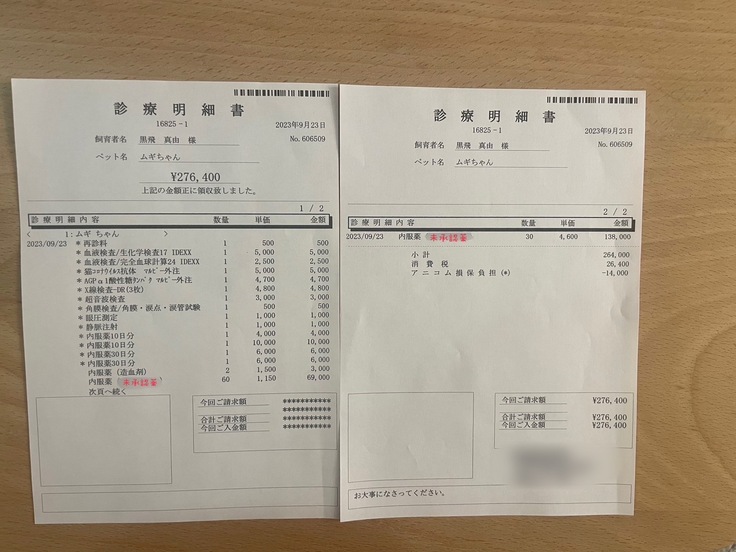 診療明細書
16825-1
2023年9月23日
飼育者名 黒飛 真由 様
No.606509
ペット名 ムギちゃん
¥276,400
上記の金額正に領収致しました。
1 / 2
診療明細内容 数量 単価 金額
< 1:ムギ ちゃん >
2023/09/23 *再診料 1 500 500
*血液検査/生化学検査17 IDEXX 1 5,000 5,000
*血液検査/完全血球計算24 IDEXX 1 2,500 2,500
*猫コロナウイルス抗体 マルピー外注 1 5,000 5,000
*AGPα1酸性糖タンパク マルピー外注 1 4,700 4,700
*X線検査-DR(3枚) 1 4,800 4,800
*超音波検査 1 3,000 3,000
*角膜検査/角膜・涙点・涙管試験 1 500 500
*眼圧測定 1 1,000 1,000
*静脈注射 1 1,000 1,000
*内服薬10日分 1 4,000 4,000
*内服薬10日分 1 10,000 10,000
*内服薬30日分 1 6,000 6,000
*内服薬30日分 1 6,000 6,000
内服薬(造血剤) 2 1,500 3,000
内服薬(未承認薬) 60 1,150 69,000
次頁へ続く
今回ご請求額 **********
**********
合計ご請求額 **********
今回ご入金額 **********
診療明細書
16825-1
2023年9月23日
飼育者名 黒飛 真由 様
No.606509
ペット名 ムギちゃん
2 / 2
診療明細内容 数量 単価 金額
2023/09/23 内服薬 未承認薬 30 4,600 138,000
小計 264,000
消費税 26,400
アニコム損保負担(*) -14,000
今回ご請求額 ¥276,400
合計ご請求額 ¥276,400
今回ご入金額 ¥276,400
お大事になさってください。